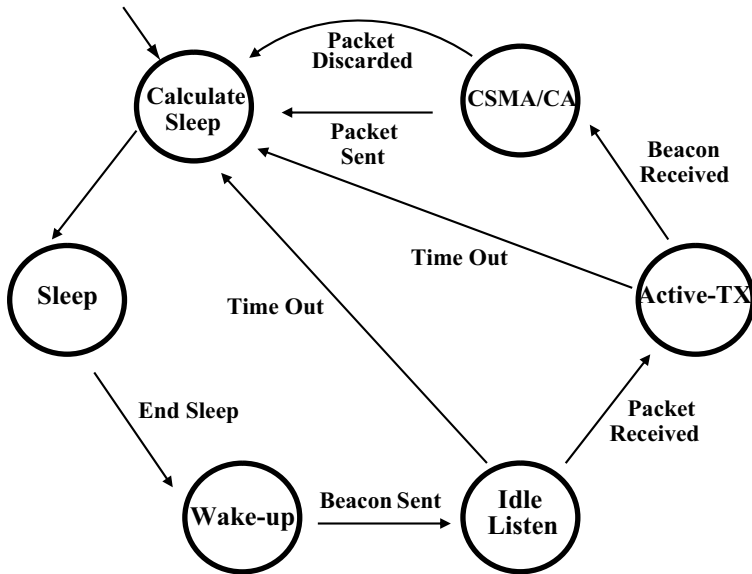 Packet
Discarded
Calculate
Sleep
CSMA/CA
Packet
Sent
Beacon
Received
Time Out
Sleep
Active-TX
Time Out
End Sleep
Packet
Received
Wake-up
Beacon Sent
Idle
Listen